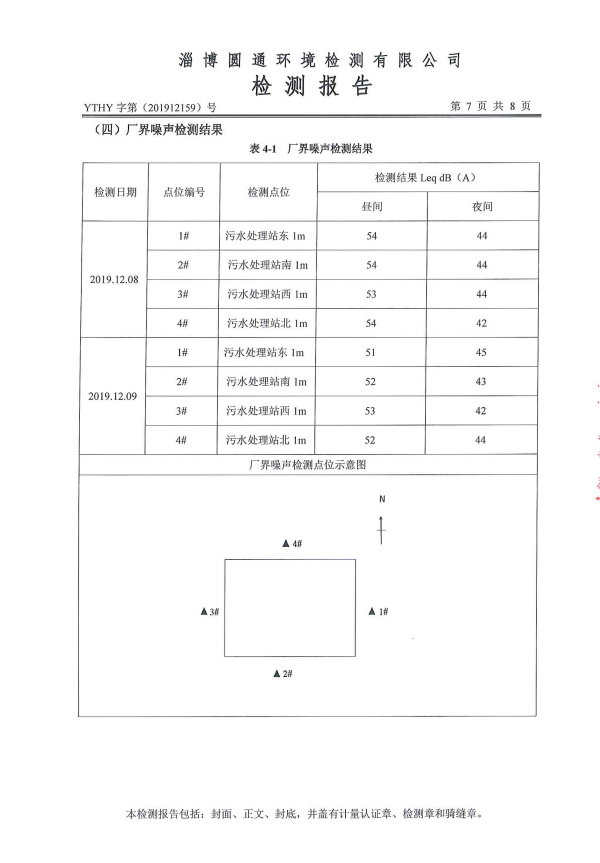 淄博圆通环境检测有限公司
检测报告
YTHY 字第（201912159）号 第 7 页 共 8 页
（四）厂界噪声检测结果
表 4-1 厂界噪声检测结果
检测日期 点位编号 检测点位 检测结果 Leq dB（A）
昼间 夜间
2019.12.08
1# 污水处理站东 1m 54 44
2# 污水处理站南 1m 54 44
3# 污水处理站西 1m 53 44
4# 污水处理站北 1m 54 42
2019.12.09
1# 污水处理站东 1m 51 45
2# 污水处理站南 1m 52 43
3# 污水处理站西 1m 53 42
4# 污水处理站北 1m 52 44
厂界噪声检测点位示意图
N
▲ 4#
▲ 3# ▲ 1#
▲ 2#
本检测报告包括：封面、正文、封底，并盖有计量认证章、检测章和骑缝章。